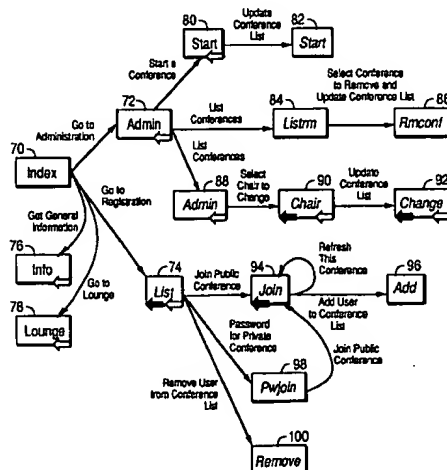 80
Start
Update
Conference
List
82
Start
Start a
Conference
72
Admin
List
Conferences
84
Listrm
Select Conference
to Remove and
Update Conference List
86
Rmconf
Go to
Administration
70
Index
List
Conferences
88
Admin
Select
Chair to
Change
90
Chair
Update
Conference
List
92
Change
Go to
Registration
Get General
Information
76
Info
Go to
Lounge
78
Lounge
74
List
Join Public
Conference
94
Join
Refresh
This
Conference
Add User
to Conference
List
96
Add
Password
for Private
Conference
98
Pwjoin
Join Public
Conference
Remove User
from Conference
List
100
Remove